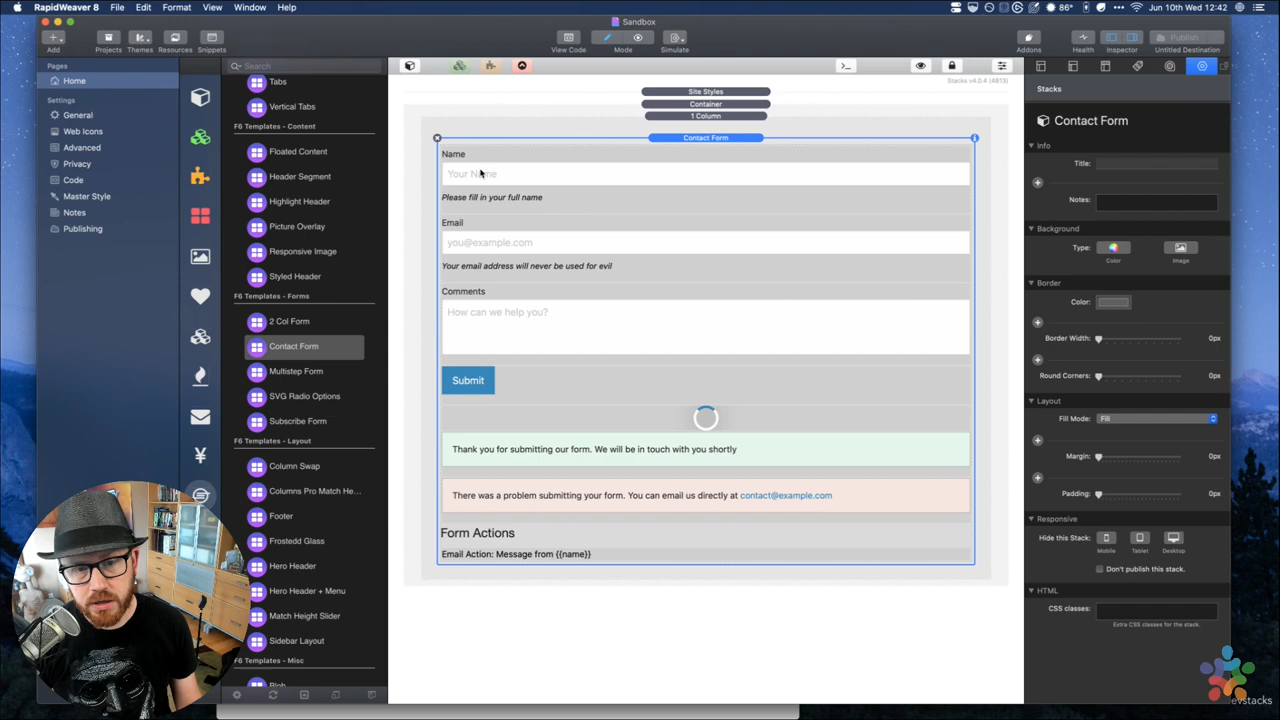 RapidWeaver 8 File Edit Format View Window Help
86° Jun 10th Wed 12:42
Sandbox
Add Projects Themes Resources Snippets View Code Mode Simulate Addons Health Inspector Publish
Untitled Destination
Pages
Home
Settings
General
Web Icons
Advanced
Privacy
Code
Master Style
Notes
Publishing
Search
Tabs
Vertical Tabs
F6 Templates - Content
Floated Content
Header Segment
Highlight Header
Picture Overlay
Responsive Image
Styled Header
F6 Templates - Forms
2 Col Form
Contact Form
Multistep Form
SVG Radio Options
Subscribe Form
F6 Templates - Layout
Column Swap
Columns Pro Match He...
Footer
Frostedd Glass
Hero Header
Hero Header + Menu
Match Height Slider
Sidebar Layout
F6 Templates - Misc
Blob
Stacks v4.0.4 (4813)
Site Styles
Container
1 Column
Contact Form
Name
Your Name
Please fill in your full name
Email
you@example.com
Your email address will never be used for evil
Comments
How can we help you?
Submit
Thank you for submitting our form. We will be in touch with you shortly
There was a problem submitting your form. You can email us directly at contact@example.com
Form Actions
Email Action: Message from {{name}}
Stacks
Contact Form
Info
Title:
Notes:
Background
Type:
Color Image
Border
Color:
Border Width: 0px
Round Corners: 0px
Layout
Fill Mode: Fill
Margin: 0px
Padding: 0px
Responsive
Hide this Stack:
Mobile Tablet Desktop
Don't publish this stack.
HTML
CSS classes:
Extra CSS classes for the stack.
evstacks